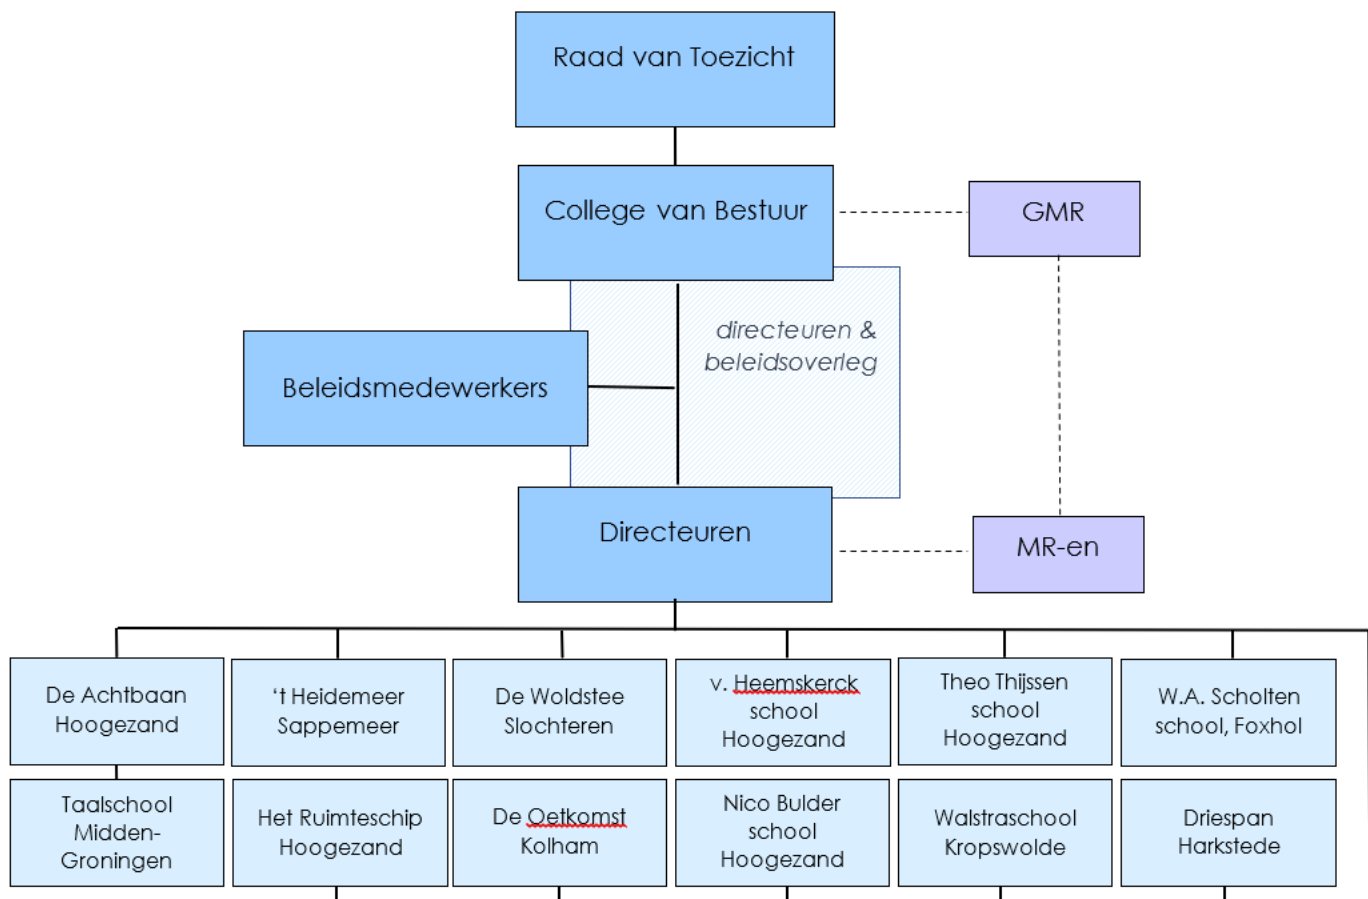 Raad van Toezicht
College van Bestuur
GMR
directeuren &
beleidsoverleg
Beleidsmedewerkers
Directeuren
MR-en
De Achtbaan
Hoogezand
‘t Heidemeer
Sappemeer
De Woldstee
Slochteren
v. Heemskerck
school
Hoogezand
Theo Thijssen
school
Hoogezand
W.A. Scholten
school, Foxhol
Taalschool
Midden-
Groningen
Het Ruimteschip
Hoogezand
De Oetkomst
Kolham
Nico Bulder
school
Hoogezand
Walstraschool
Kropswolde
Driespan
Harkstede